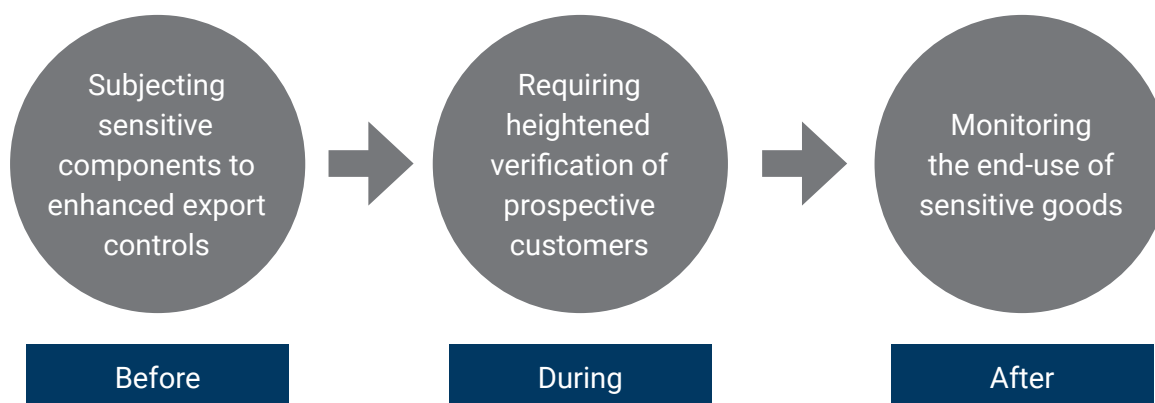 Subjecting
sensitive
components to
enhanced export
controls
Requiring
heightened
verification of
prospective
customers
Monitoring
the end-use of
sensitive goods
Before
During
After